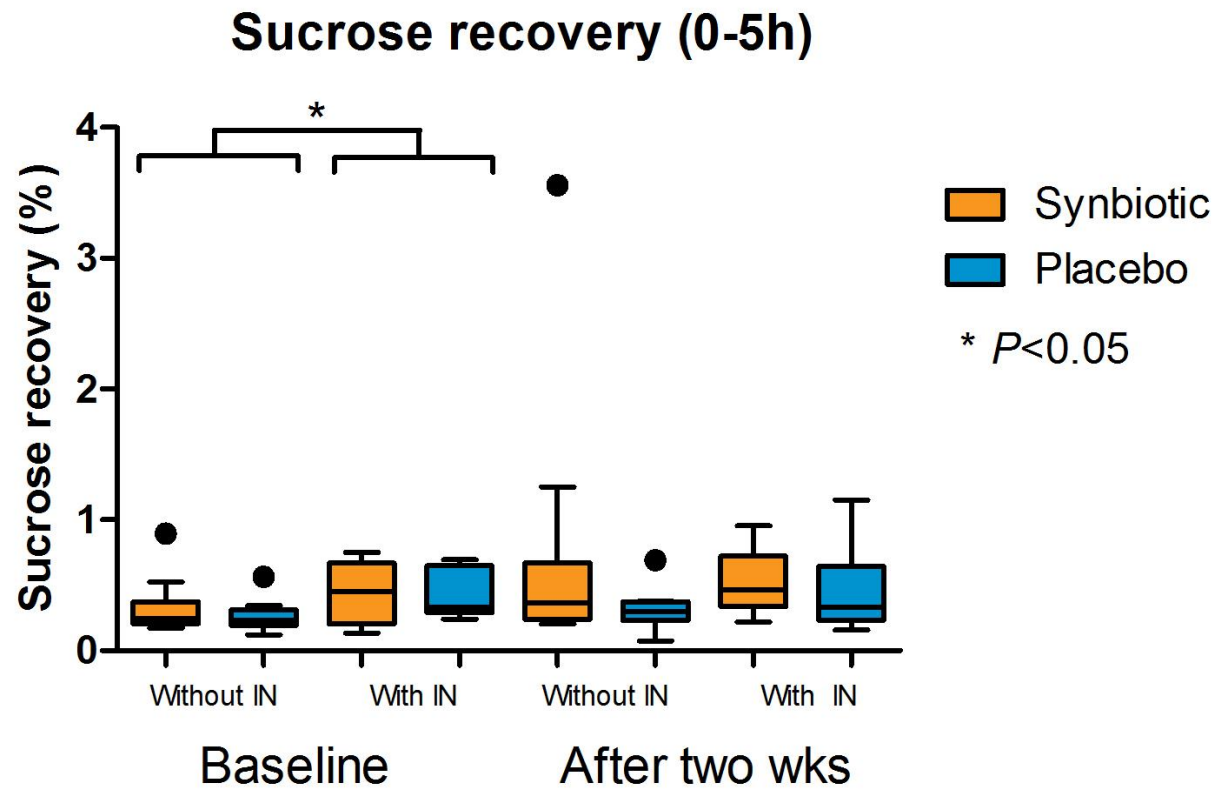 Sucrose recovery (0-5h)
*
Sucrose recovery (%)
4
3
2
1
0
Synbiotic
Placebo
* P<0.05
Without IN With IN Without IN With IN
Baseline After two wks